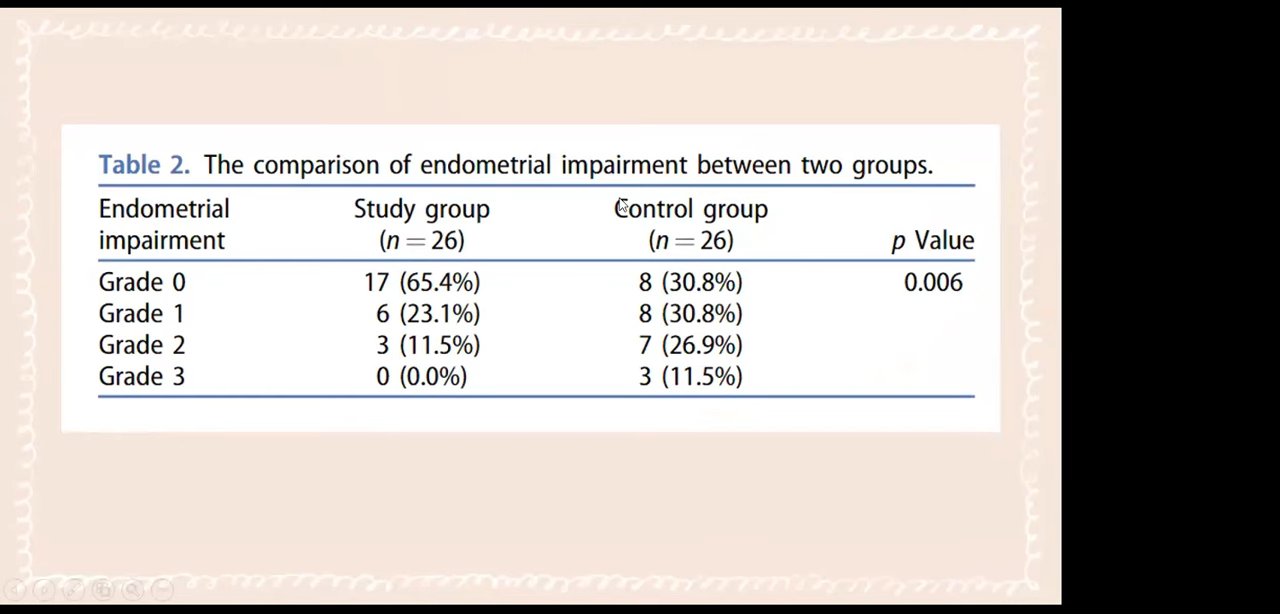 Table 2. The comparison of endometrial impairment between two groups.
Endometrial impairment Study group (n = 26) Control group (n = 26) p Value
Grade 0 17 (65.4%) 8 (30.8%) 0.006
Grade 1 6 (23.1%) 8 (30.8%)
Grade 2 3 (11.5%) 7 (26.9%)
Grade 3 0 (0.0%) 3 (11.5%)